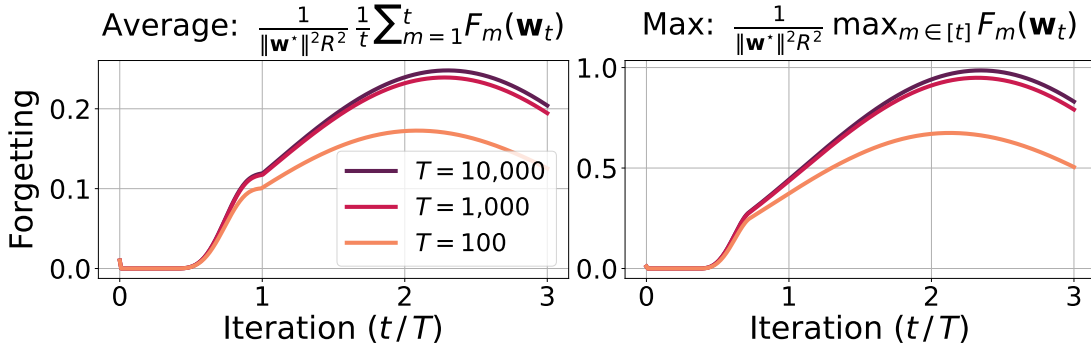 Average: $\frac{1}{\|\mathbf{w}^\star\|^2 R^2} \frac{1}{t} \sum_{m=1}^{t} F_m(\mathbf{w}_t)$
Forgetting
0.2
0.1
0.0
T = 10,000
T = 1,000
T = 100
0
1
2
3
Iteration (t / T)
Max: $\frac{1}{\|\mathbf{w}^\star\|^2 R^2} \max_{m \in [t]} F_m(\mathbf{w}_t)$
1.0
0.5
0.0
0
1
2
3
Iteration (t / T)